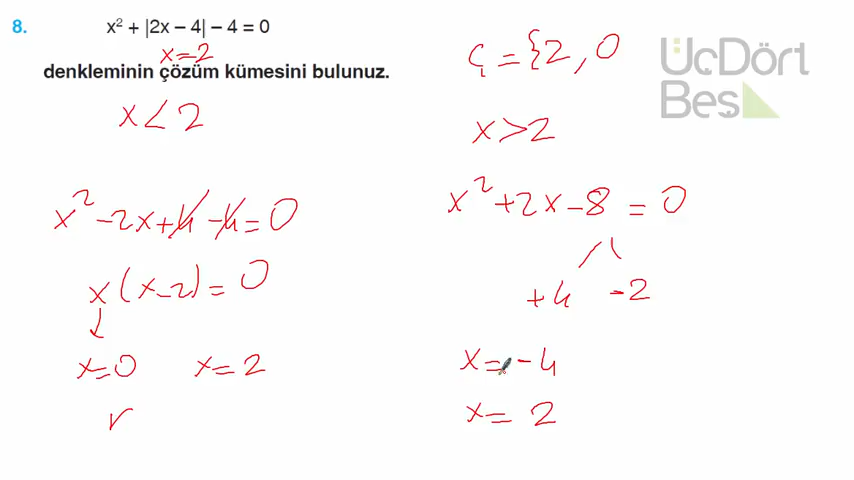 8. x² + |2x – 4| – 4 = 0
x=2
denkleminin çözüm kümesini bulunuz.
Ç = {2, 0
ÜçDört
Beş
x<2
x>2
x² -2x+4 -4=0
x² +2x-8 = 0
x(x-2)=0
+4 -2
x=0 x=2
x=-4
x= 2